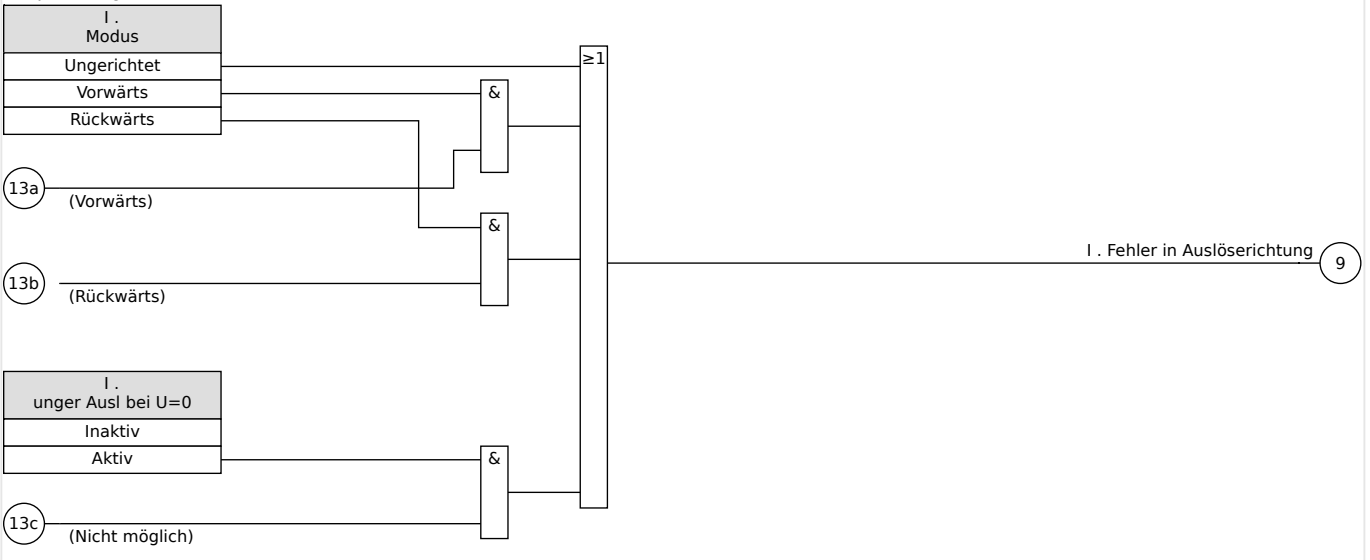 I .
Modus
Ungerichtet
Vorwärts
Rückwärts
≥1
&
13a
(Vorwärts)
&
13b
(Rückwärts)
I . Fehler in Auslöserichtung
9
I .
unger Ausl bei U=0
Inaktiv
Aktiv
&
13c
(Nicht möglich)